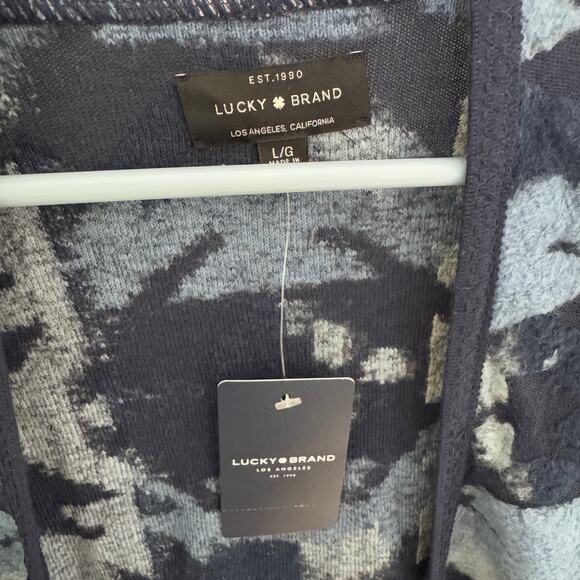 EST.1990
LUCKY BRAND
LOS ANGELES, CALIFORNIA
L/G
MADE IN
LUCKY BRAND
LOS ANGELES
EST. 1990